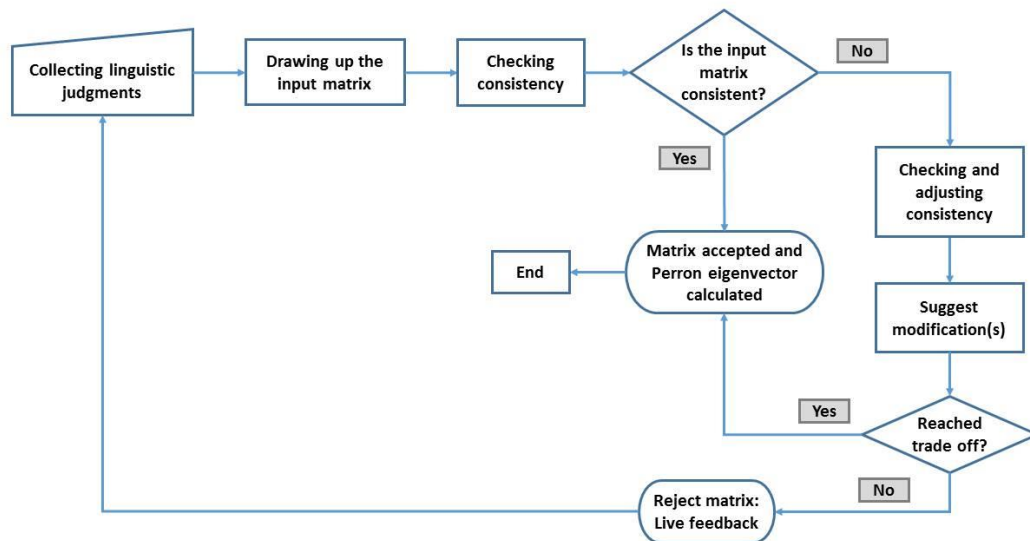 Collecting linguistic
judgments
Drawing up the
input matrix
Checking
consistency
Is the input
matrix
consistent?
No
Yes
Checking and
adjusting
consistency
Matrix accepted and
Perron eigenvector
calculated
End
Suggest
modification(s)
Reached
trade off?
Yes
No
Reject matrix:
Live feedback